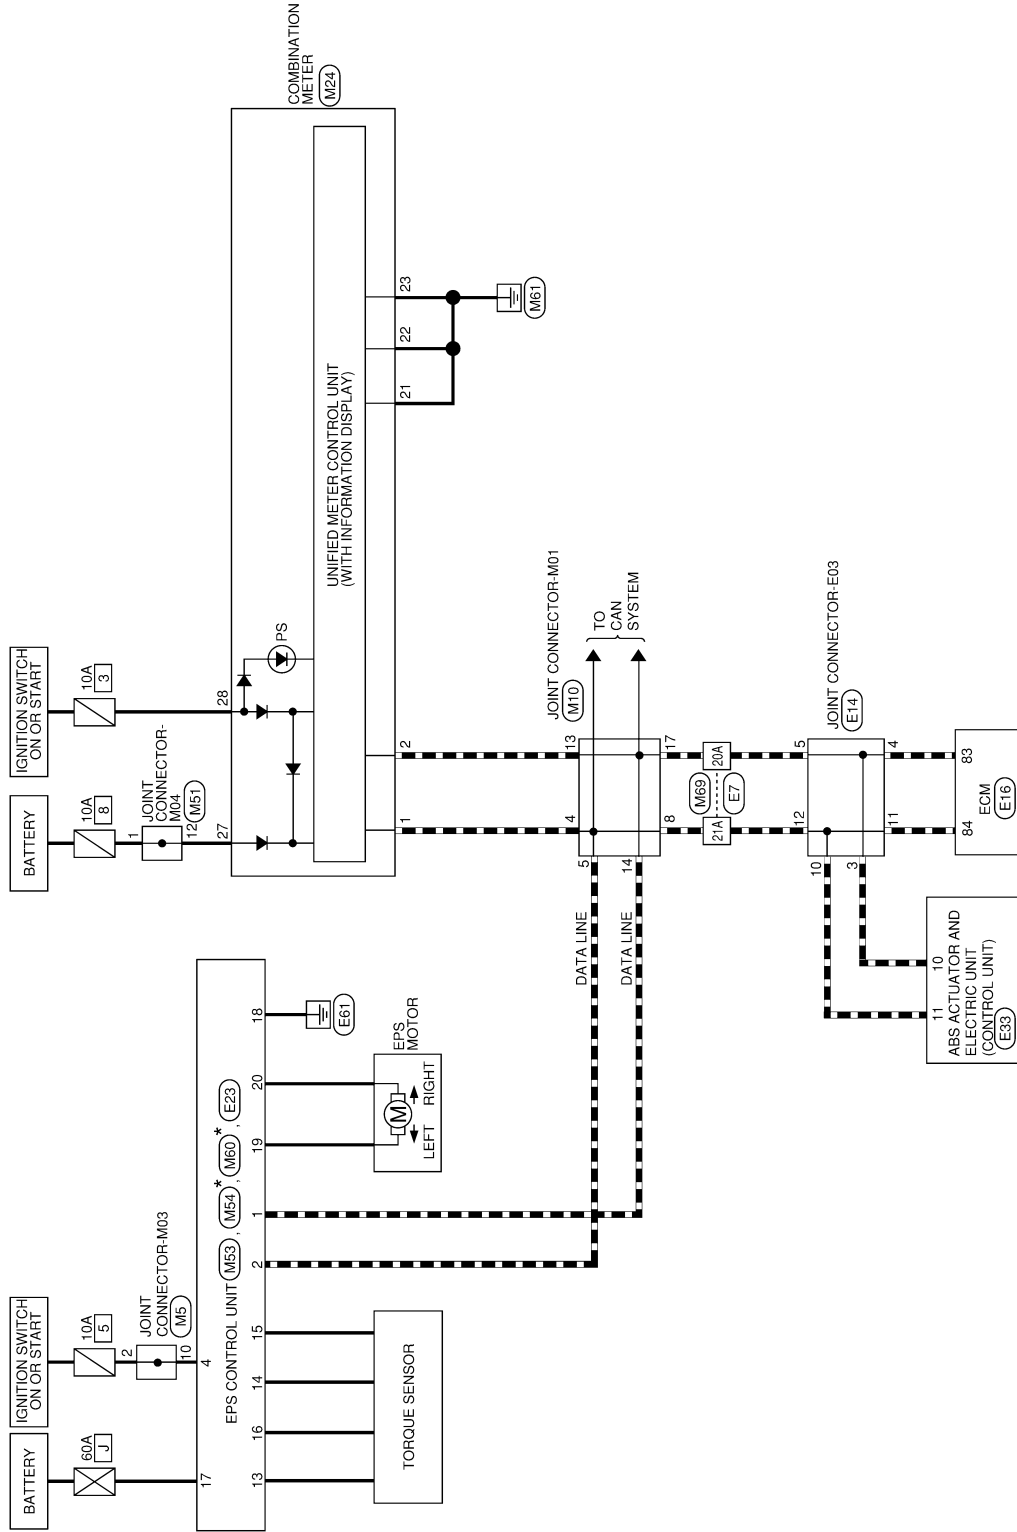 BATTERY
IGNITION SWITCH
ON OR START
BATTERY
IGNITION SWITCH
ON OR START
60A
J
10A
5
10A
8
10A
3
2
JOINT
CONNECTOR-M03
M5
10
1
JOINT
CONNECTOR-
M04
M51
12
17
4
27
28
EPS CONTROL UNIT
M53
,
M54
*
,
M60
*
,
E23
13
16
14
15
2
1
19
20
18
TORQUE SENSOR
M
LEFT
RIGHT
EPS
MOTOR
E61
PS
COMBINATION
METER
M24
UNIFIED METER CONTROL UNIT
(WITH INFORMATION DISPLAY)
1
2
21
22
23
M61
DATA LINE
DATA LINE
5
14
4
13
JOINT CONNECTOR-M01
M10
TO
CAN
SYSTEM
8
17
21A
20A
M69
E7
12
5
JOINT CONNECTOR-E03
E14
10
3
11
4
11
10
ABS ACTUATOR AND
ELECTRIC UNIT
(CONTROL UNIT)
E33
84
83
ECM
E16